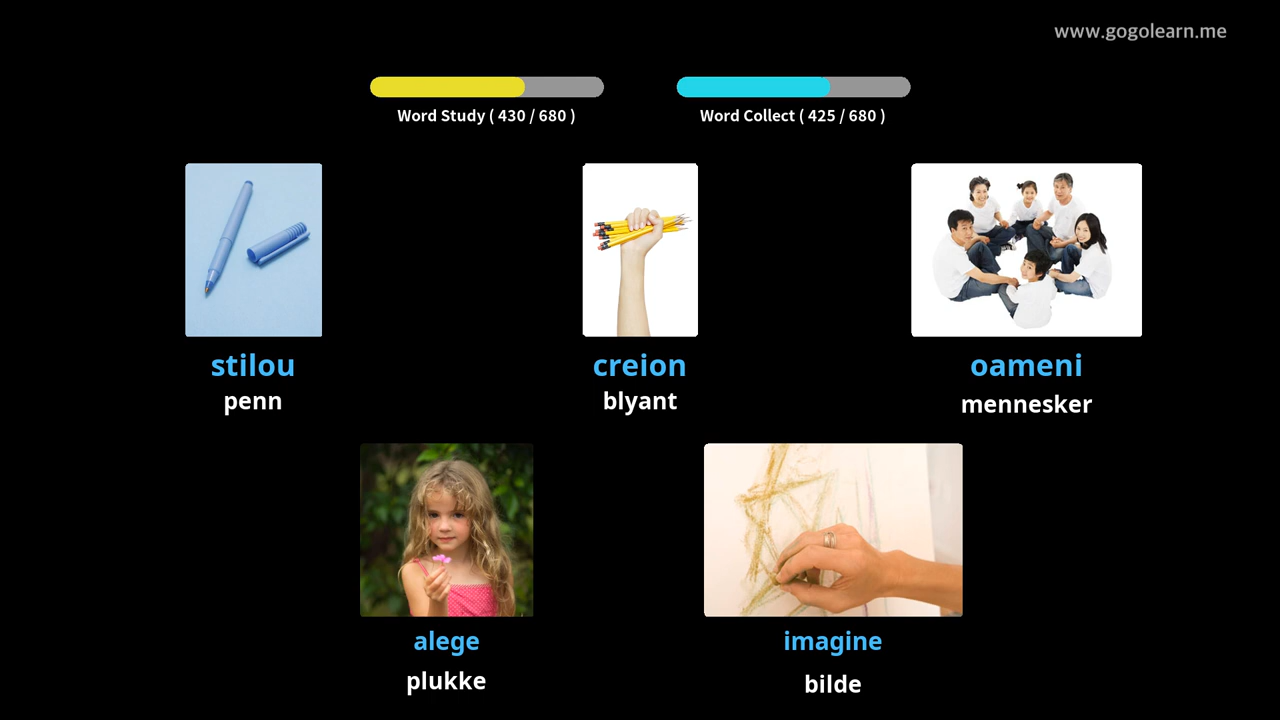 www.gogolearn.me
Word Study ( 430 / 680 )
Word Collect ( 425 / 680 )
stilou
penn
creion
blyant
oameni
mennesker
alege
plukke
imagine
bilde